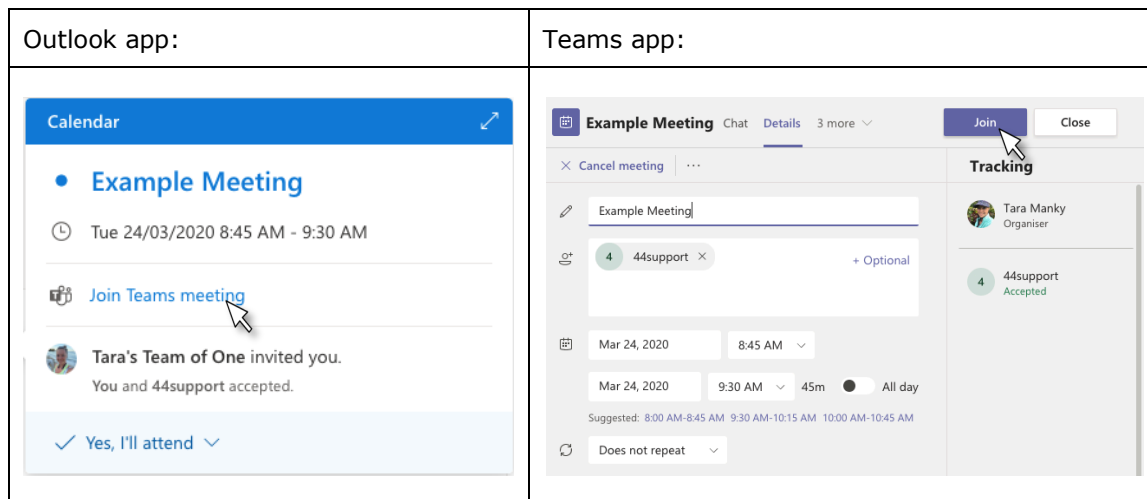 Outlook app:
Teams app:
Calendar
Example Meeting
Tue 24/03/2020 8:45 AM - 9:30 AM
Join Teams meeting
Tara's Team of One invited you.
You and 44support accepted.
Yes, I'll attend
Example Meeting Chat Details 3 more Join Close
Cancel meeting ...
Example Meeting
4 44support × + Optional
Mar 24, 2020 8:45 AM
Mar 24, 2020 9:30 AM 45m All day
Suggested: 8:00 AM-8:45 AM 9:30 AM-10:15 AM 10:00 AM-10:45 AM
Does not repeat
Tracking
Tara Manky
Organiser
4 44support
Accepted